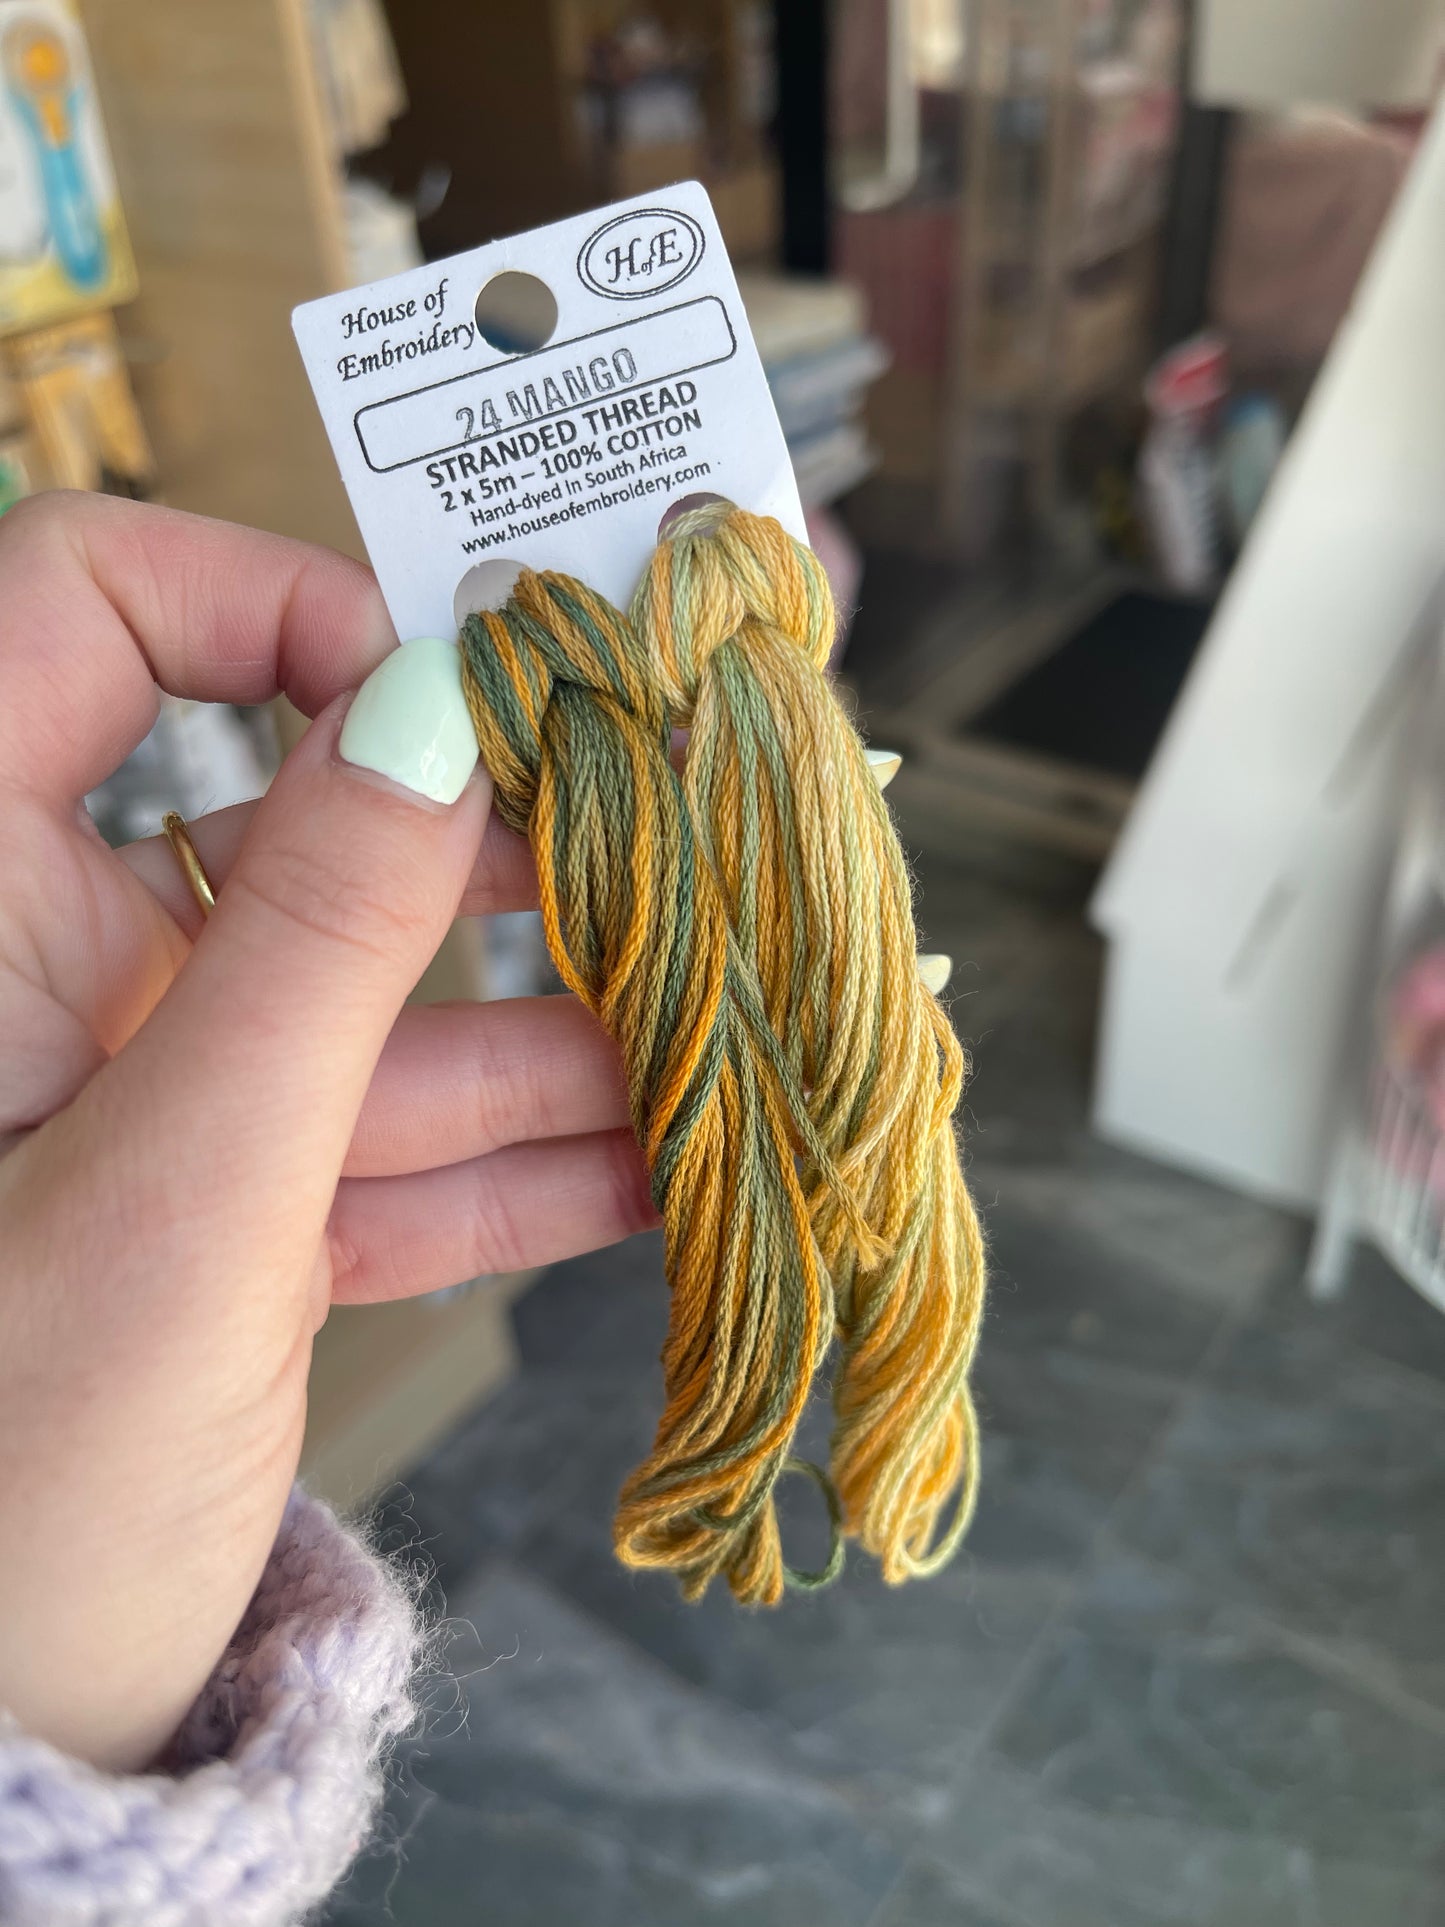 House of
Embroidery
HofE
24 MANGO
STRANDED THREAD
2 x 5m – 100% COTTON
Hand-dyed in South Africa
www.houseofembroidery.com